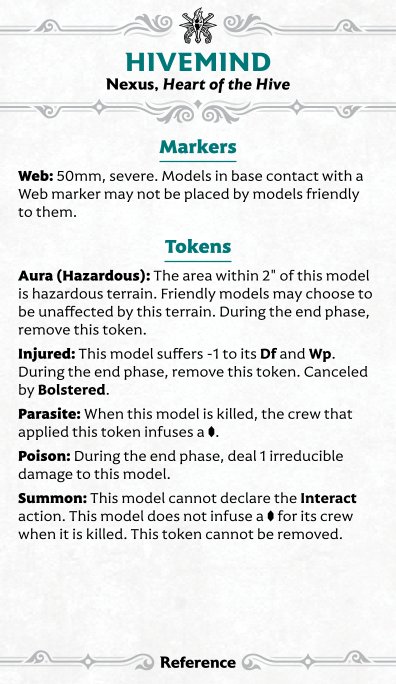 HIVEMIND
Nexus, Heart of the Hive
Markers
Web: 50mm, severe. Models in base contact with a
Web marker may not be placed by models friendly
to them.
Tokens
Aura (Hazardous): The area within 2" of this model
is hazardous terrain. Friendly models may choose to
be unaffected by this terrain. During the end phase,
remove this token.
Injured: This model suffers -1 to its Df and Wp.
During the end phase, remove this token. Canceled
by Bolstered.
Parasite: When this model is killed, the crew that
applied this token infuses a .
Poison: During the end phase, deal 1 irreducible
damage to this model.
Summon: This model cannot declare the Interact
action. This model does not infuse a for its crew
when it is killed. This token cannot be removed.
Reference